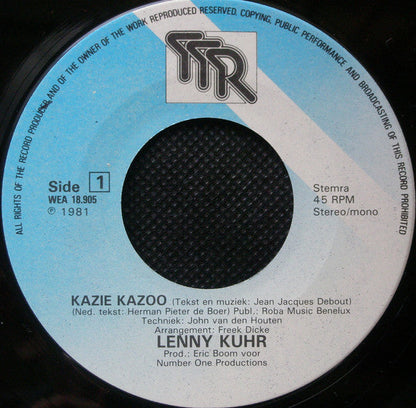 ALL RIGHTS OF THE RECORD PRODUCER AND OF THE OWNER OF THE WORK REPRODUCED RESERVED. COPYING, PUBLIC PERFORMANCE AND BROADCASTING OF THIS RECORD PROHIBITED
TTR
Side 1
WEA 18.905
℗ 1981
Stemra
45 RPM
Stereo/mono
KAZIE KAZOO (Tekst en muziek: Jean Jacques Debout)
(Ned. tekst: Herman Pieter de Boer) Publ.: Roba Music Benelux
Techniek: John van den Houten
Arrangement: Freek Dicke
LENNY KUHR
Prod.: Eric Boom voor
Number One Productions